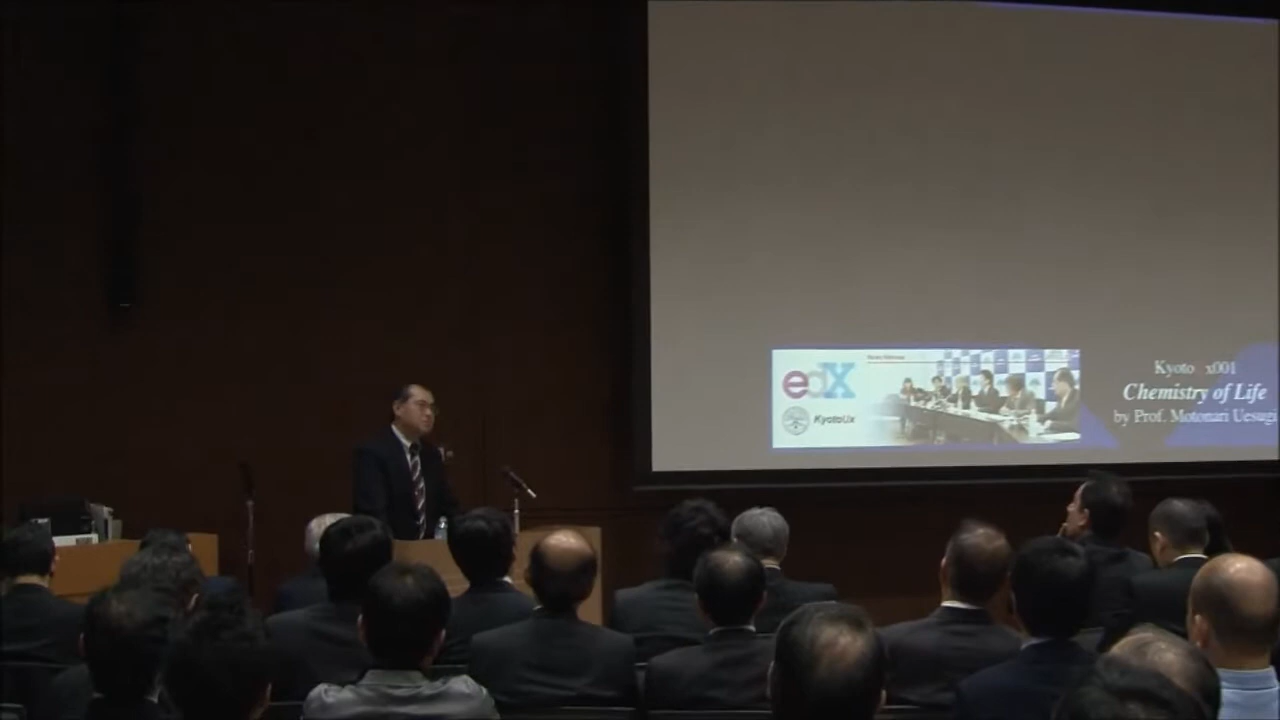 edX
KyotoUx
Kyoto x001
Chemistry of Life
by Prof. Motonari Uesugi